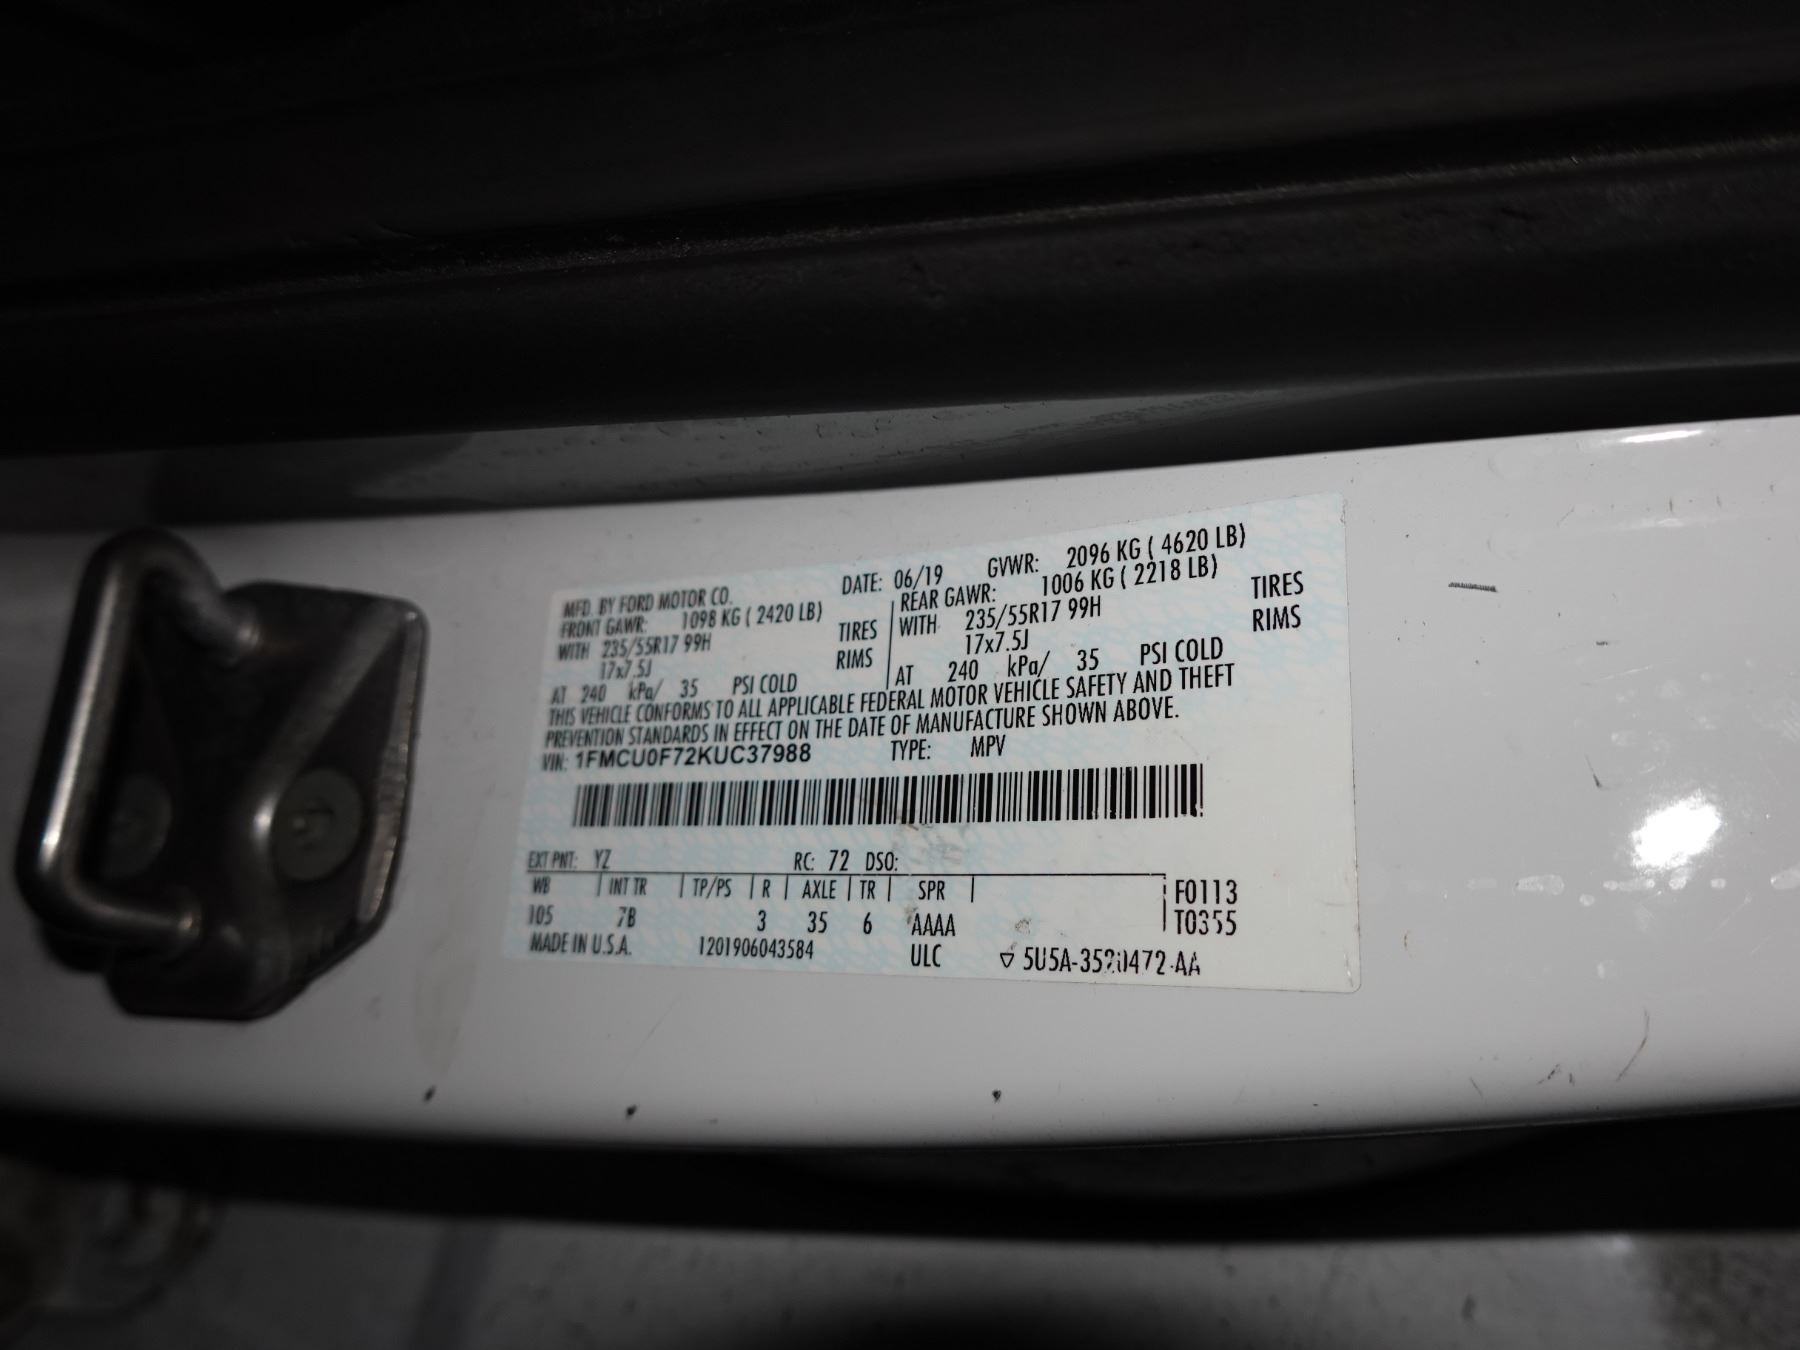 MFD. BY FORD MOTOR CO. DATE: 06/19 GVWR: 2096 KG ( 4620 LB)
FRONT GAWR: 1098 KG ( 2420 LB) REAR GAWR: 1006 KG ( 2218 LB)
WITH 235/55R17 99H TIRES WITH 235/55R17 99H TIRES
17x7.5J RIMS 17x7.5J RIMS
AT 240 kPa/ 35 PSI COLD AT 240 kPa/ 35 PSI COLD
THIS VEHICLE CONFORMS TO ALL APPLICABLE FEDERAL MOTOR VEHICLE SAFETY AND THEFT
PREVENTION STANDARDS IN EFFECT ON THE DATE OF MANUFACTURE SHOWN ABOVE.
VIN: 1FMCU0F72KUC37988 TYPE: MPV
EXT PNT: YZ RC: 72 DSO:
WB INT TR TP/PS R AXLE TR SPR F0113
105 7B 3 35 6 AAAA T0355
MADE IN U.S.A. 1201906043584 ULC 5U5A-3520472-AA